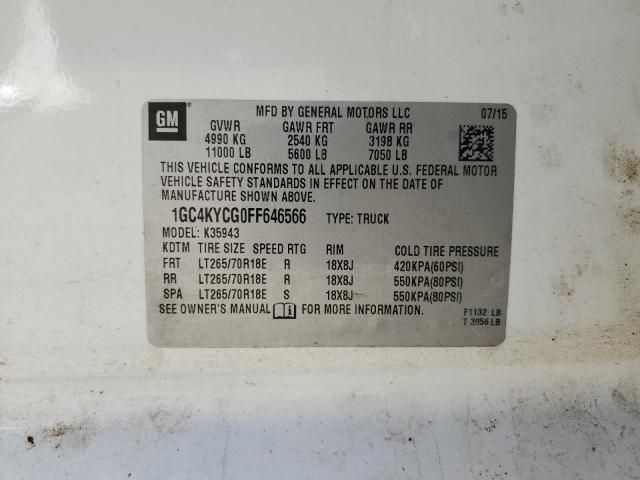 GM
MFD BY GENERAL MOTORS LLC 07/15
GVWR GAWR FRT GAWR RR
4990 KG 2540 KG 3198 KG
11000 LB 5600 LB 7050 LB
THIS VEHICLE CONFORMS TO ALL APPLICABLE U.S. FEDERAL MOTOR
VEHICLE SAFETY STANDARDS IN EFFECT ON THE DATE OF
MANUFACTURE SHOWN ABOVE.
1GC4KYCG0FF646566 TYPE: TRUCK
MODEL: K35943
KDTM TIRE SIZE SPEED RTG RIM COLD TIRE PRESSURE
FRT LT265/70R18E R 18X8J 420KPA(60PSI)
RR LT265/70R18E R 18X8J 550KPA(80PSI)
SPA LT265/70R18E S 18X8J 550KPA(80PSI)
SEE OWNER'S MANUAL FOR MORE INFORMATION.
F1132 LB
T 3956 LB